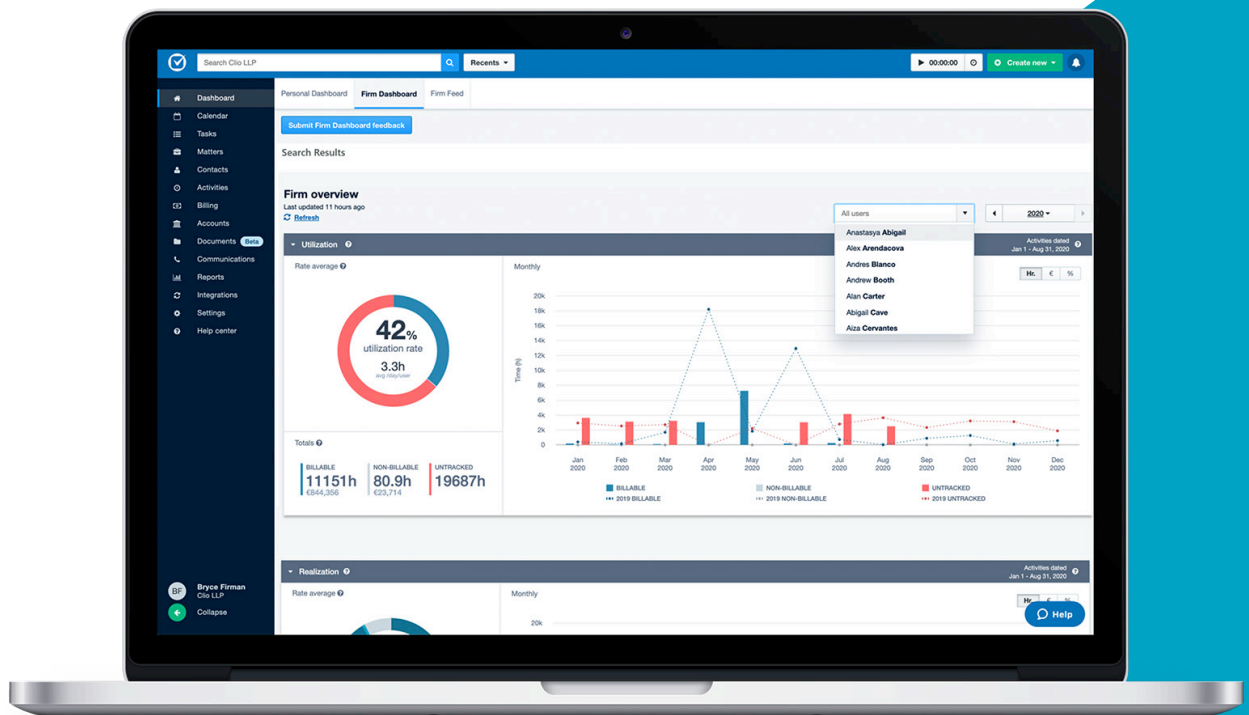 Search Clio LLP
Recents
00:00:00
Create new
Dashboard
Calendar
Tasks
Matters
Contacts
Activities
Billing
Accounts
Documents Beta
Communications
Reports
Integrations
Settings
Help center
BF
Bryce Firman
Clio LLP
Collapse
Personal Dashboard Firm Dashboard Firm Feed
Submit Firm Dashboard feedback
Search Results
Firm overview
Last updated 11 hours ago
Refresh
All users
2020
Anastasya Abigail
Alex Arendacova
Andres Blanco
Andrew Booth
Alan Carter
Abigail Cave
Aiza Cervantes
Utilization
Activities dated
Jan 1 - Aug 31, 2020
Rate average
42%
utilization rate
3.3h
avg /day/user
Totals
BILLABLE
11151h
€844,356
NON-BILLABLE
80.9h
€23,714
UNTRACKED
19687h
Monthly
Hr. € %
Time (h)
20k
18k
16k
14k
12k
10k
8k
6k
4k
2k
0
Jan 2020
Feb 2020
Mar 2020
Apr 2020
May 2020
Jun 2020
Jul 2020
Aug 2020
Sep 2020
Oct 2020
Nov 2020
Dec 2020
BILLABLE NON-BILLABLE UNTRACKED
2019 BILLABLE 2019 NON-BILLABLE 2019 UNTRACKED
Realization
Activities dated
Jan 1 - Aug 31, 2020
Rate average
Monthly
20k
Help